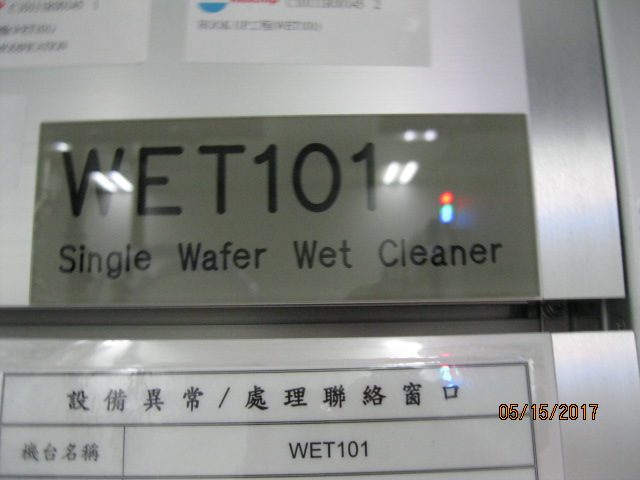 WET101
Single Wafer Wet Cleaner
設備異常/處理聯絡窗口
機台名稱 WET101
05/15/2017